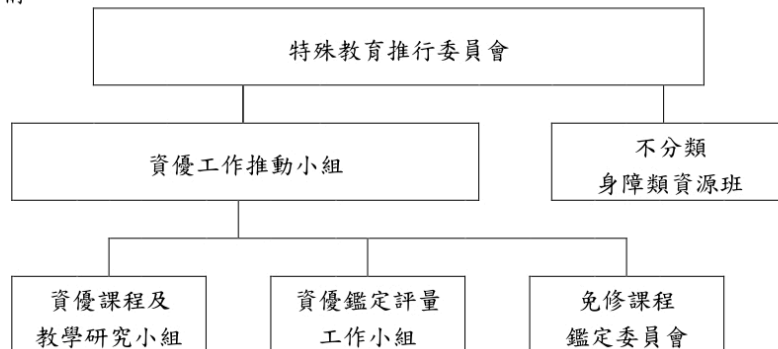 特殊教育推行委員會
資優工作推動小組
不分類
身障類資源班
資優課程及
教學研究小組
資優鑑定評量
工作小組
免修課程
鑑定委員會